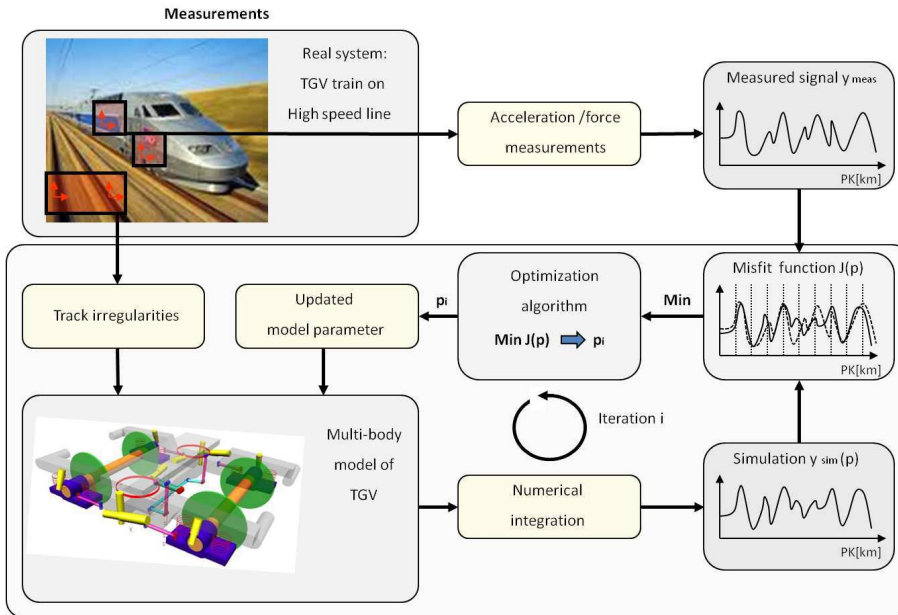 Measurements
Real system:
TGV train on
High speed line
Acceleration /force
measurements
Measured signal y meas
PK[km]
Track irregularities
Updated
model parameter
pi
Optimization
algorithm
Min J(p) pi
Min
Misfit function J(p)
PK[km]
Iteration i
Multi-body
model of
TGV
Numerical
integration
Simulation y sim (p)
PK[km]